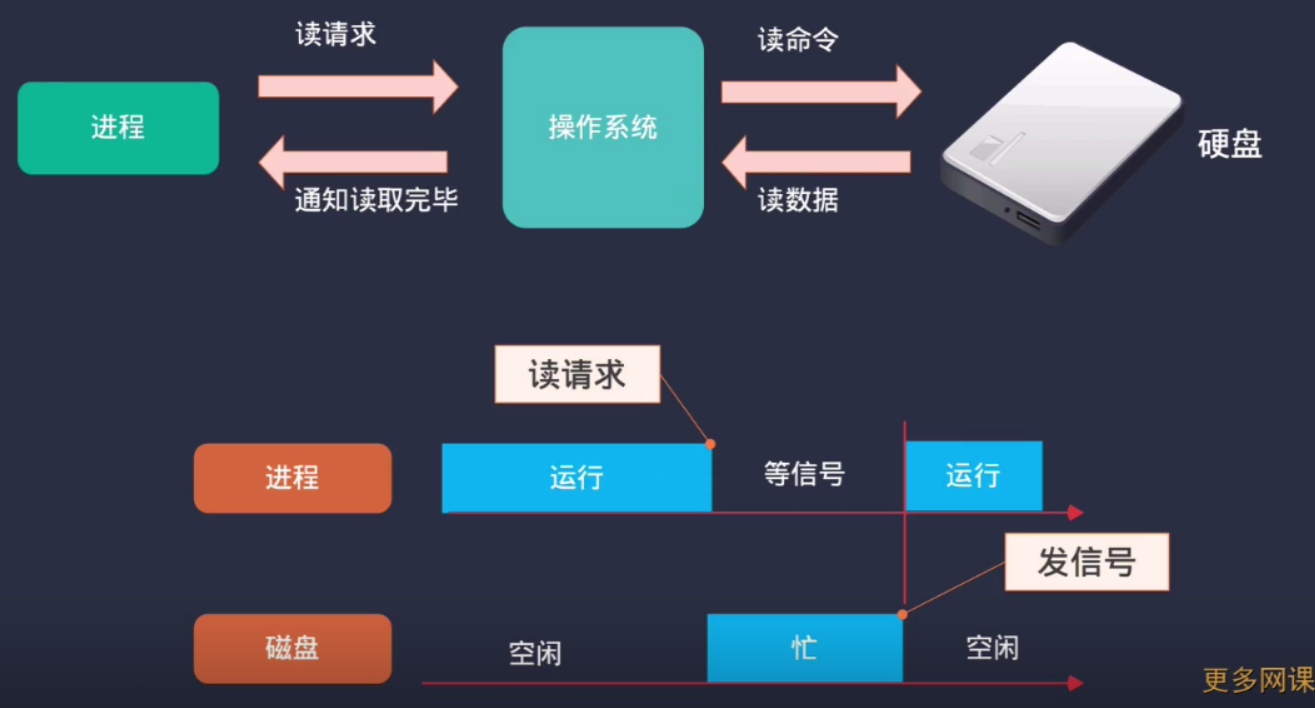 读请求
读命令
进程
操作系统
硬盘
通知读取完毕
读数据
读请求
进程
运行
等信号
运行
发信号
磁盘
空闲
忙
空闲
更多网课